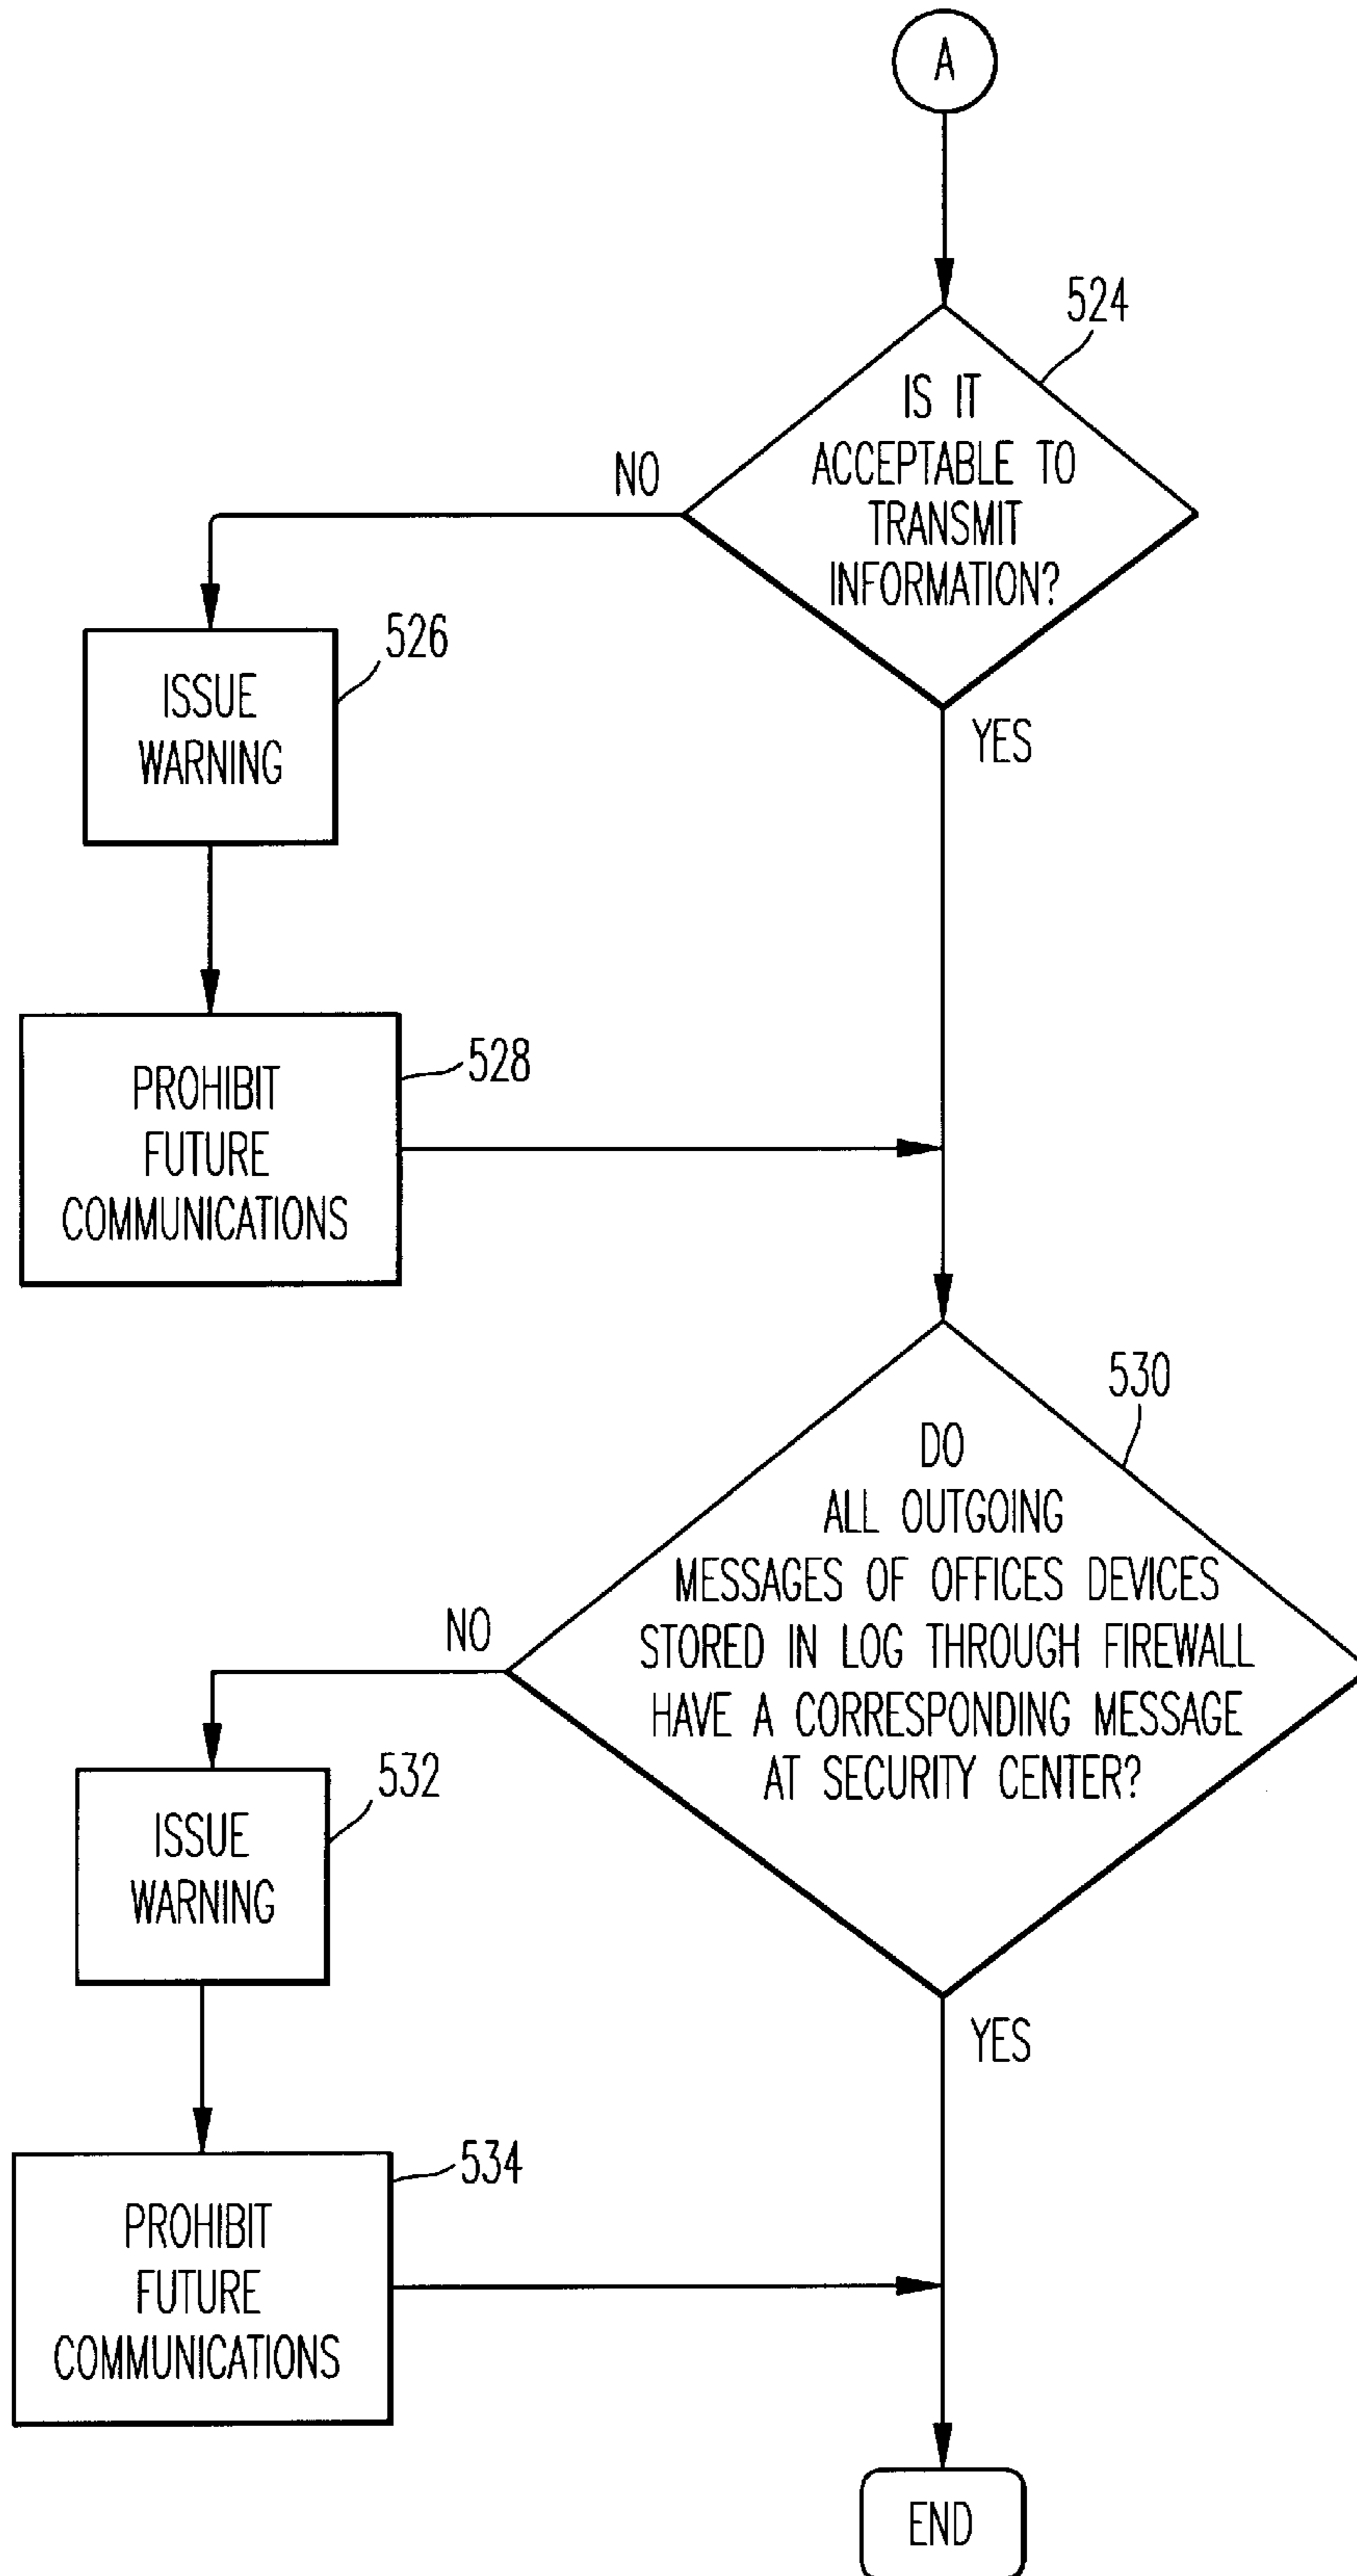 A
524
IS IT
ACCEPTABLE TO
TRANSMIT
INFORMATION?
NO
YES
526
ISSUE
WARNING
528
PROHIBIT
FUTURE
COMMUNICATIONS
530
DO
ALL OUTGOING
MESSAGES OF OFFICES DEVICES
STORED IN LOG THROUGH FIREWALL
HAVE A CORRESPONDING MESSAGE
AT SECURITY CENTER?
NO
YES
532
ISSUE
WARNING
534
PROHIBIT
FUTURE
COMMUNICATIONS
END